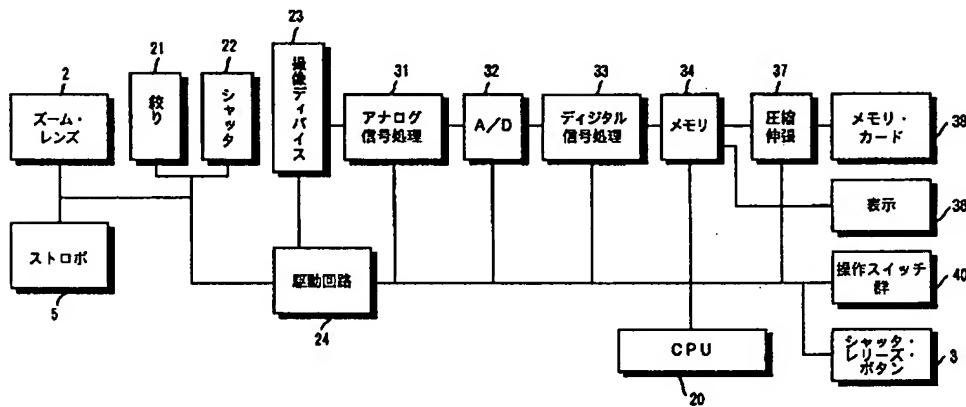 23
21
22
2
31
32
33
34
37
ズーム・
レンズ
絞り
シャッタ
撮像ディバイス
アナログ
信号処理
A/D
ディジタル
信号処理
メモリ
圧縮
伸張
メモリ・
カード
39
表示
38
ストロボ
5
駆動回路
24
操作スイッチ
群
40
CPU
20
シャッタ・
レリーズ・
ボタン
3